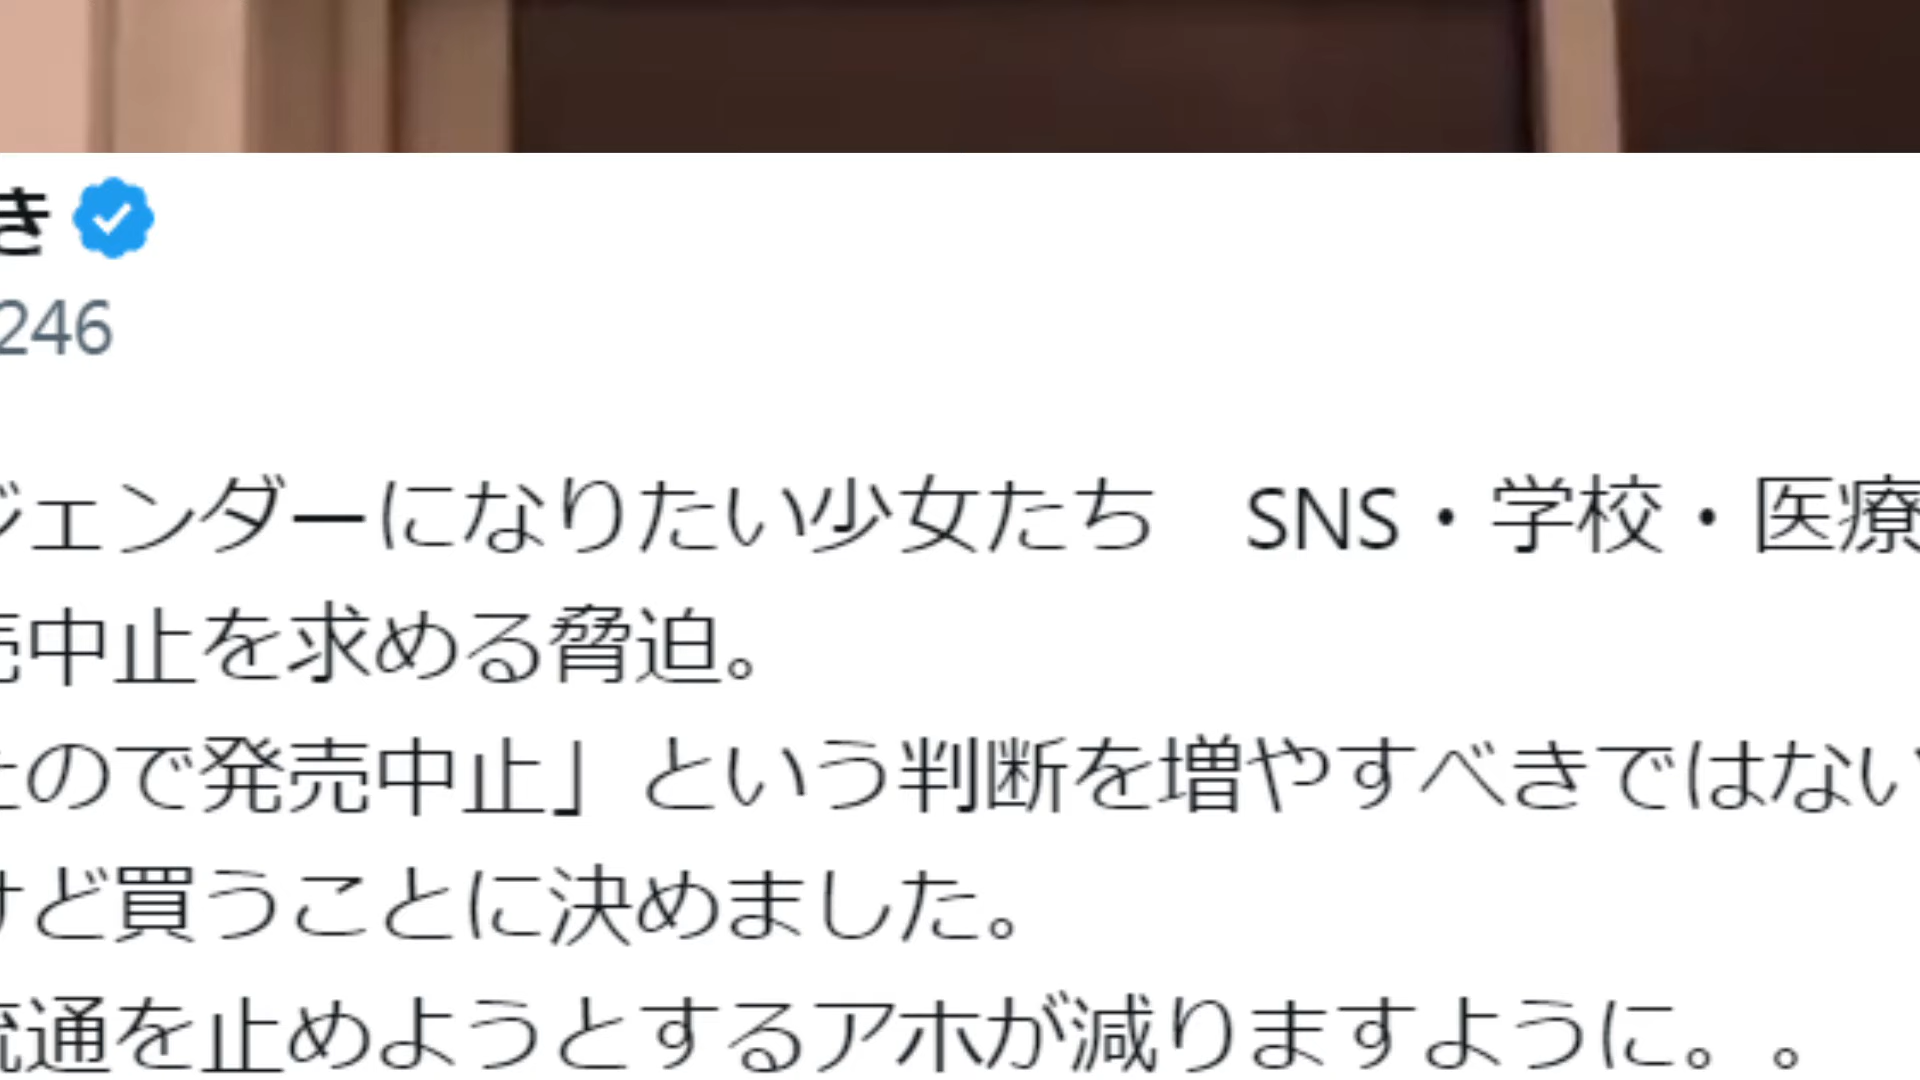 き
246
ジェンダーになりたい少女たち　SNS・学校・医療
売中止を求める脅迫。
たので発売中止」という判断を増やすべきではない
けど買うことに決めました。
流通を止めようとするアホが減りますように。。